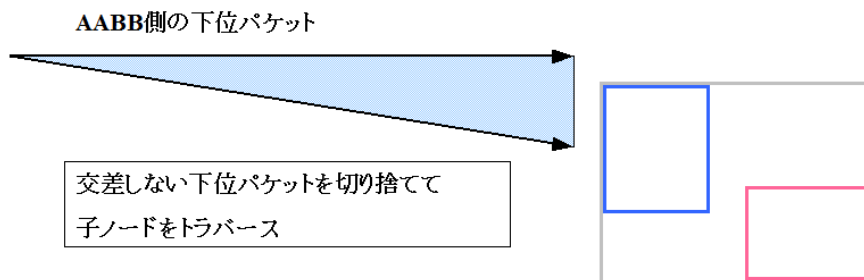 AABB側の下位パケット
交差しない下位パケットを切り捨てて
子ノードをトラバース